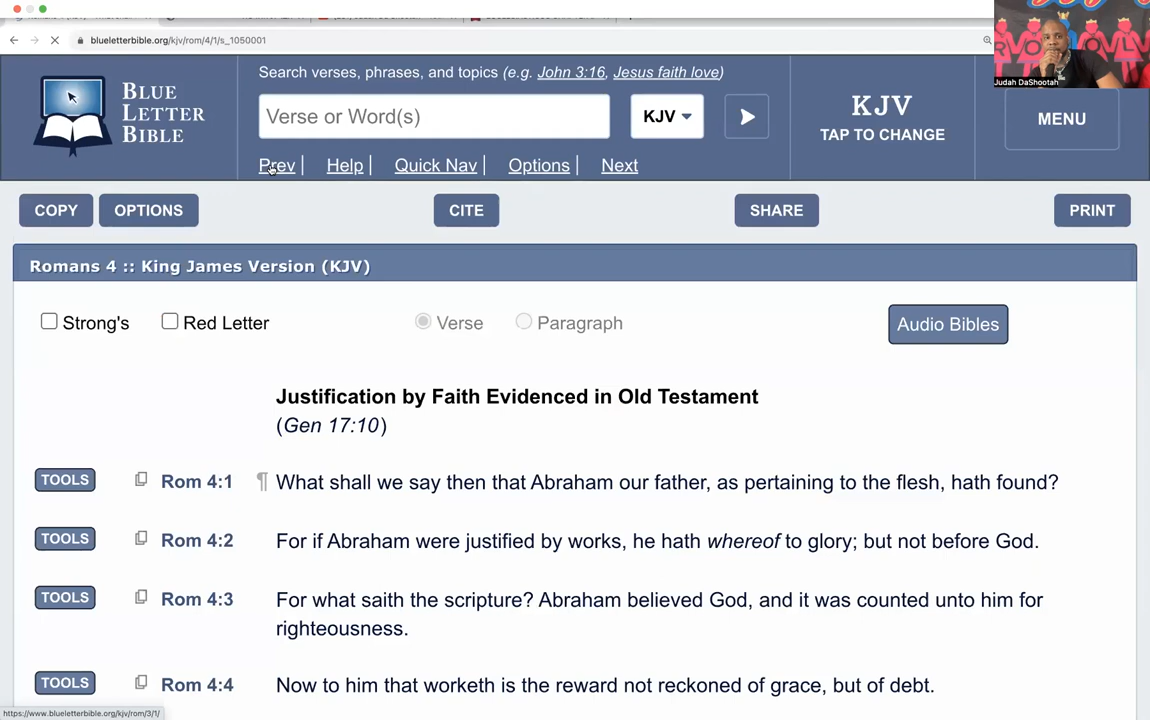 blueletterbible.org/kjv/rom/4/1/s_1050001
Judah DaShootah
BLUE
LETTER
BIBLE
Search verses, phrases, and topics (e.g. John 3:16, Jesus faith love)
Verse or Word(s)
KJV
Prev | Help | Quick Nav | Options | Next
KJV
TAP TO CHANGE
MENU
COPY OPTIONS CITE SHARE PRINT
Romans 4 :: King James Version (KJV)
Strong's Red Letter Verse Paragraph Audio Bibles
Justification by Faith Evidenced in Old Testament
(Gen 17:10)
TOOLS Rom 4:1 ¶ What shall we say then that Abraham our father, as pertaining to the flesh, hath found?
TOOLS Rom 4:2 For if Abraham were justified by works, he hath whereof to glory; but not before God.
TOOLS Rom 4:3 For what saith the scripture? Abraham believed God, and it was counted unto him for
righteousness.
TOOLS Rom 4:4 Now to him that worketh is the reward not reckoned of grace, but of debt.
https://www.blueletterbible.org/kjv/rom/3/1/